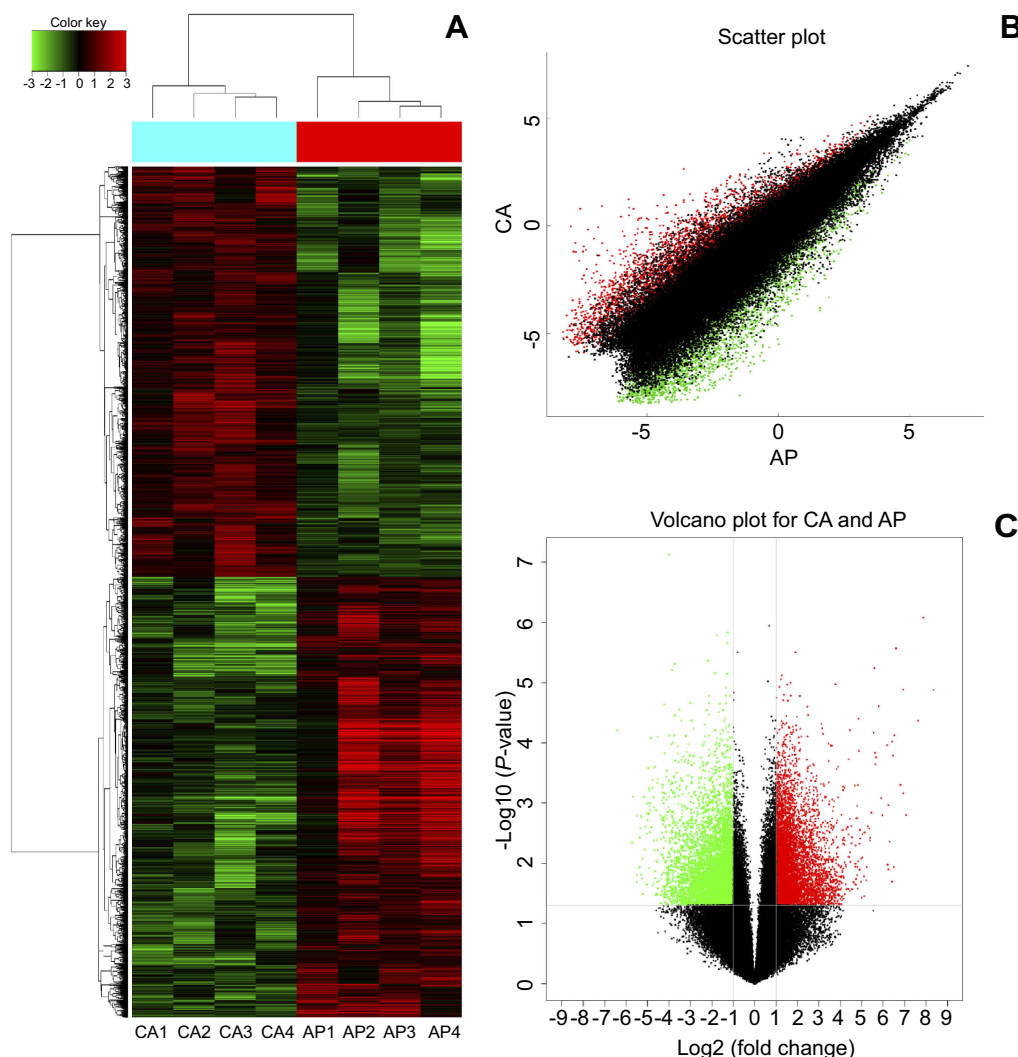 Color key
-3 -2 -1 0 1 2 3
A
CA1 CA2 CA3 CA4 AP1 AP2 AP3 AP4
B
Scatter plot
CA
5
0
-5
-5 0 5
AP
C
Volcano plot for CA and AP
-Log10 (P-value)
7
6
5
4
3
2
1
0
-9 -8 -7 -6 -5 -4 -3 -2 -1 0 1 2 3 4 5 6 7 8 9
Log2 (fold change)